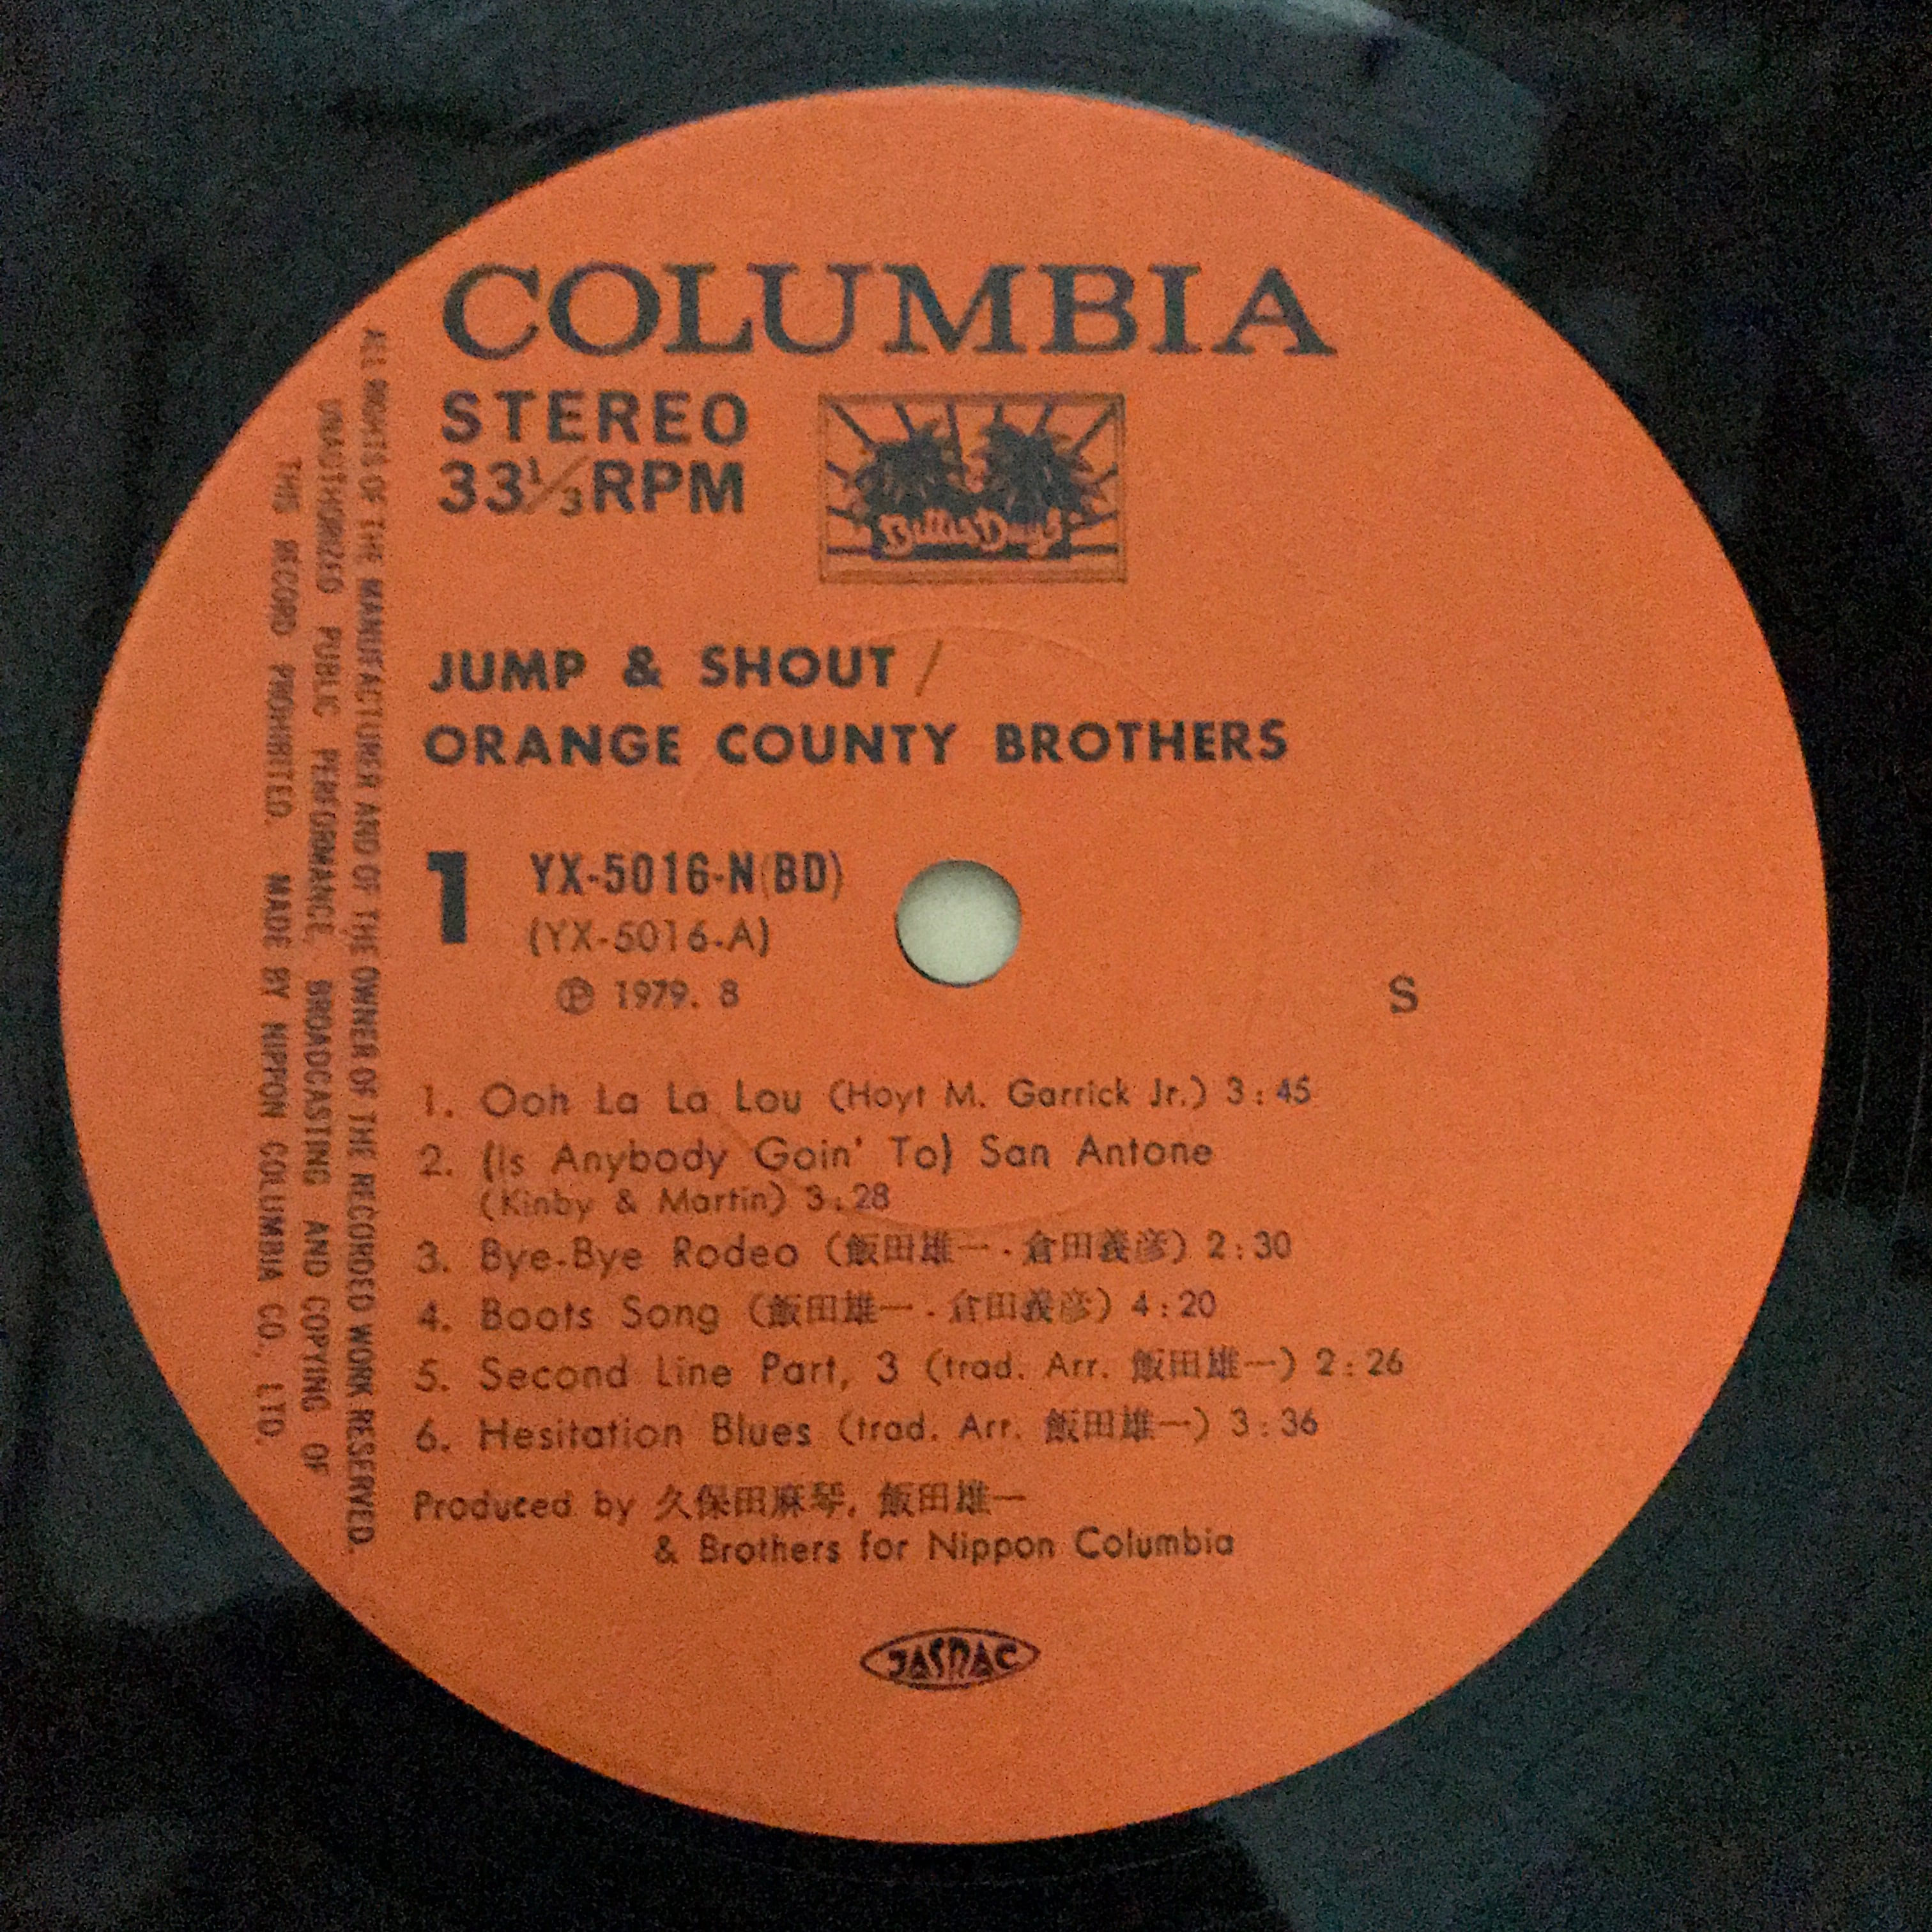 COLUMBIA
STEREO
33⅓RPM
Better Days
JUMP & SHOUT /
ORANGE COUNTY BROTHERS
1
YX-5016-N(BD)
(YX-5016-A)
Ⓟ 1979. 8
S
1. Ooh La La Lou (Hoyt M. Garrick Jr.) 3:45
2. (Is Anybody Goin' To) San Antone
(Kinby & Martin) 3:28
3. Bye-Bye Rodeo (飯田雄一・倉田義彦) 2:30
4. Boots Song (飯田雄一・倉田義彦) 4:20
5. Second Line Part, 3 (trad. Arr. 飯田雄一) 2:26
6. Hesitation Blues (trad. Arr. 飯田雄一) 3:36
Produced by 久保田麻琴, 飯田雄一
& Brothers for Nippon Columbia
JASRAC
ALL RIGHTS OF THE MANUFACTURER AND OF THE OWNER OF THE RECORDED WORK RESERVED.
UNAUTHORIZED PUBLIC PERFORMANCE, BROADCASTING AND COPYING OF
THIS RECORD PROHIBITED. MADE BY NIPPON COLUMBIA CO., LTD.